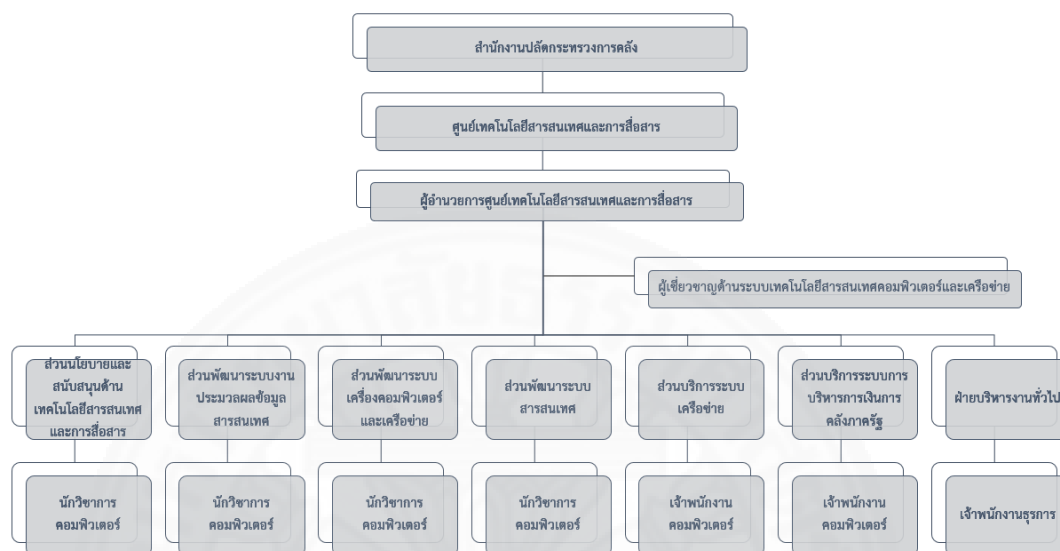 สำนักงานปลัดกระทรวงการคลัง
ศูนย์เทคโนโลยีสารสนเทศและการสื่อสาร
ผู้อำนวยการศูนย์เทคโนโลยีสารสนเทศและการสื่อสาร
ผู้เชี่ยวชาญด้านระบบเทคโนโลยีสารสนเทศคอมพิวเตอร์และเครือข่าย
ส่วนนโยบายและ
สนับสนุนด้าน
เทคโนโลยีสารสนเทศ
และการสื่อสาร
ส่วนพัฒนาระบบงาน
ประมวลผลข้อมูล
สารสนเทศ
ส่วนพัฒนาระบบ
เครื่องคอมพิวเตอร์
และเครือข่าย
ส่วนพัฒนาระบบ
สารสนเทศ
ส่วนบริการระบบ
เครือข่าย
ส่วนบริการระบบการ
บริหารการเงินการ
คลังภาครัฐ
ฝ่ายบริหารงานทั่วไป
นักวิชาการ
คอมพิวเตอร์
นักวิชาการ
คอมพิวเตอร์
นักวิชาการ
คอมพิวเตอร์
นักวิชาการ
คอมพิวเตอร์
เจ้าพนักงาน
คอมพิวเตอร์
เจ้าพนักงาน
คอมพิวเตอร์
เจ้าพนักงานธุรการ